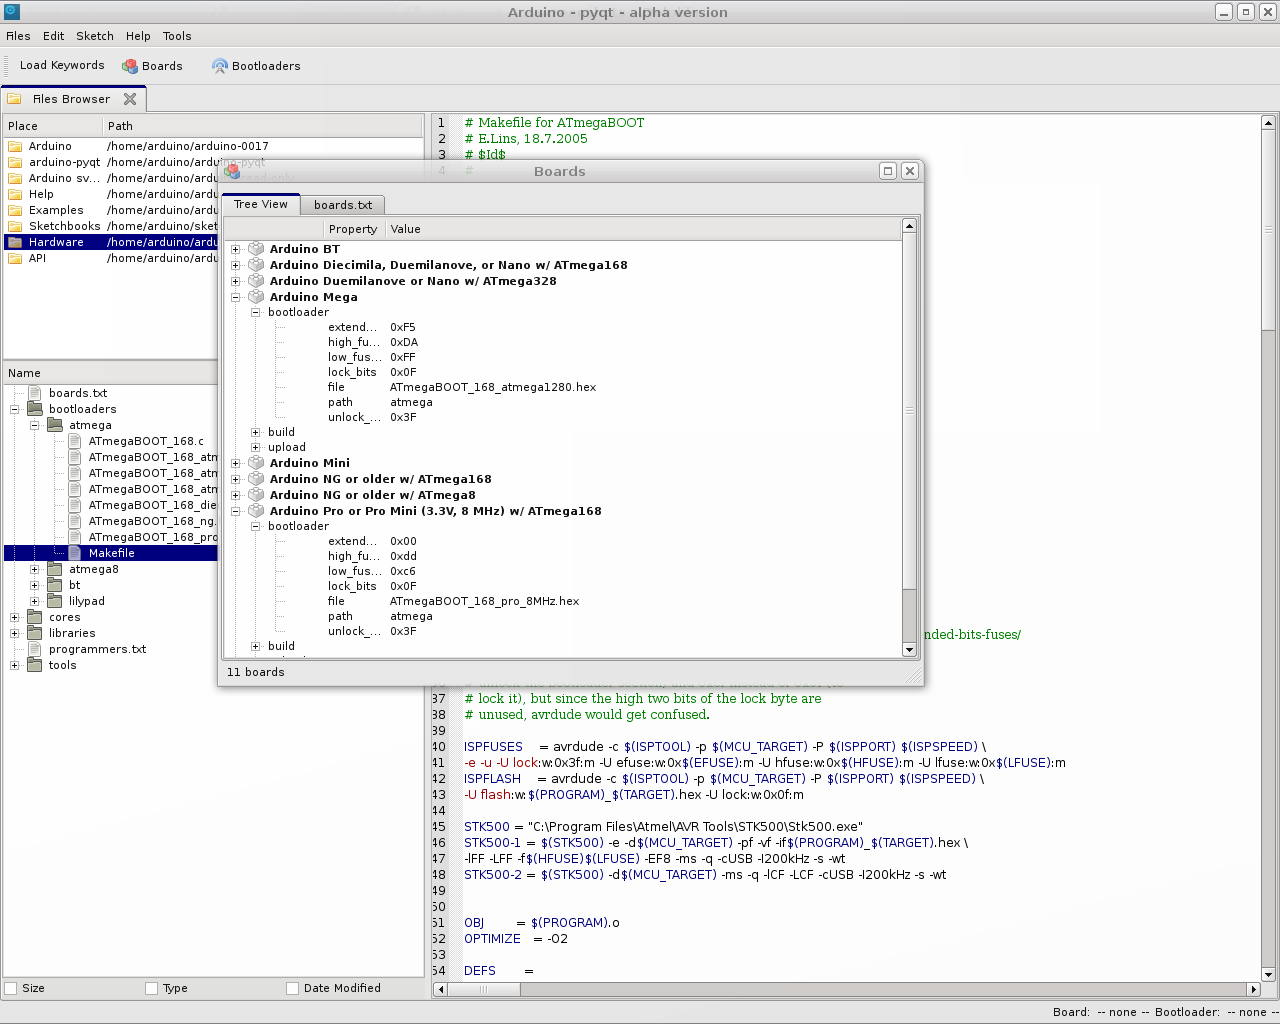 Arduino - pyqt - alpha version
Files Edit Sketch Help Tools
Load Keywords Boards Bootloaders
Files Browser
Place Path
Arduino /home/arduino/arduino-0017
arduino-pyqt /home/arduino/arduino-pyqt
Arduino sv... /home/arduino/ardu
Help /home/arduino/ardu
Examples /home/arduino/ardu
Sketchbooks /home/arduino/sket
Hardware /home/arduino/ardu
API /home/arduino/ardu
Name
boards.txt
bootloaders
atmega
ATmegaBOOT_168.c
ATmegaBOOT_168_atm
ATmegaBOOT_168_atm
ATmegaBOOT_168_atm
ATmegaBOOT_168_die
ATmegaBOOT_168_ng.
ATmegaBOOT_168_pro
Makefile
atmega8
bt
lilypad
cores
libraries
programmers.txt
tools
Size Type Date Modified
1 # Makefile for ATmegaBOOT
2 # E.Lins, 18.7.2005
3 # $Id$
4 #
Boards
Tree View boards.txt
Property Value
Arduino BT
Arduino Diecimila, Duemilanove, or Nano w/ ATmega168
Arduino Duemilanove or Nano w/ ATmega328
Arduino Mega
bootloader
extend... 0xF5
high_fu... 0xDA
low_fus... 0xFF
lock_bits 0x0F
file ATmegaBOOT_168_atmega1280.hex
path atmega
unlock_... 0x3F
build
upload
Arduino Mini
Arduino NG or older w/ ATmega168
Arduino NG or older w/ ATmega8
Arduino Pro or Pro Mini (3.3V, 8 MHz) w/ ATmega168
bootloader
extend... 0x00
high_fu... 0xdd
low_fus... 0xc6
lock_bits 0x0F
file ATmegaBOOT_168_pro_8MHz.hex
path atmega
unlock_... 0x3F
build
11 boards
nded-bits-fuses/
37 # lock it), but since the high two bits of the lock byte are
38 # unused, avrdude would get confused.
39
40 ISPFUSES = avrdude -c $(ISPTOOL) -p $(MCU_TARGET) -P $(ISPPORT) $(ISPSPEED) \
41 -e -u -U lock:w:0x3f:m -U efuse:w:0x$(EFUSE):m -U hfuse:w:0x$(HFUSE):m -U lfuse:w:0x$(LFUSE):m
42 ISPFLASH = avrdude -c $(ISPTOOL) -p $(MCU_TARGET) -P $(ISPPORT) $(ISPSPEED) \
43 -U flash:w:$(PROGRAM)_$(TARGET).hex -U lock:w:0x0f:m
44
45 STK500 = "C:\Program Files\Atmel\AVR Tools\STK500\Stk500.exe"
46 STK500-1 = $(STK500) -e -d$(MCU_TARGET) -pf -vf -if$(PROGRAM)_$(TARGET).hex \
47 -lFF -LFF -f$(HFUSE)$(LFUSE) -EF8 -ms -q -cUSB -I200kHz -s -wt
48 STK500-2 = $(STK500) -d$(MCU_TARGET) -ms -q -lCF -LCF -cUSB -I200kHz -s -wt
49
50
51 OBJ = $(PROGRAM).o
52 OPTIMIZE = -O2
53
54 DEFS =
Board: -- none -- Bootloader: -- none --